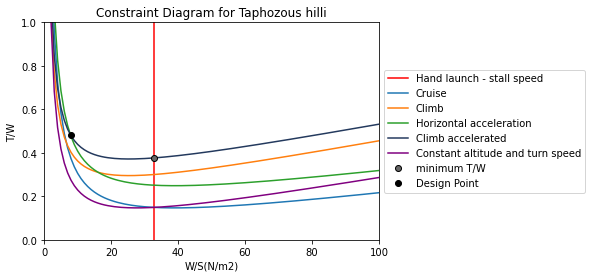 Constraint Diagram for Taphozous hilli
1.0
0.8
0.6
0.4
0.2
0.0
T/W
0 20 40 60 80 100
W/S(N/m2)
Hand launch - stall speed
Cruise
Climb
Horizontal acceleration
Climb accelerated
Constant altitude and turn speed
minimum T/W
Design Point